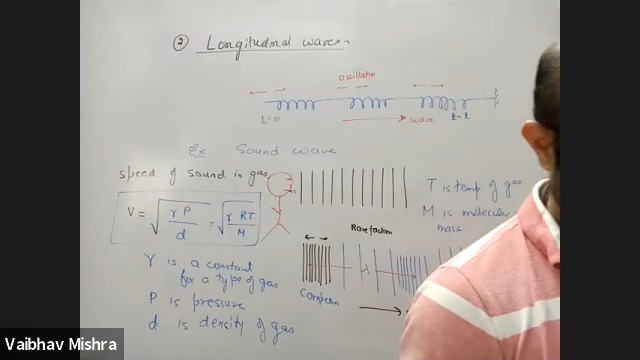 ② Longitudinal wave
oscillation
t=0
wave
t=t
Ex Sound wave
speed of sound in gas
V = √(γP/d) = √(γRT/M)
T is temp of gas
M is molecular
mass
Rarefaction
λ
γ is a constant
for a type of gas
P is pressure
d is density of gas
Vaibhav Mishra